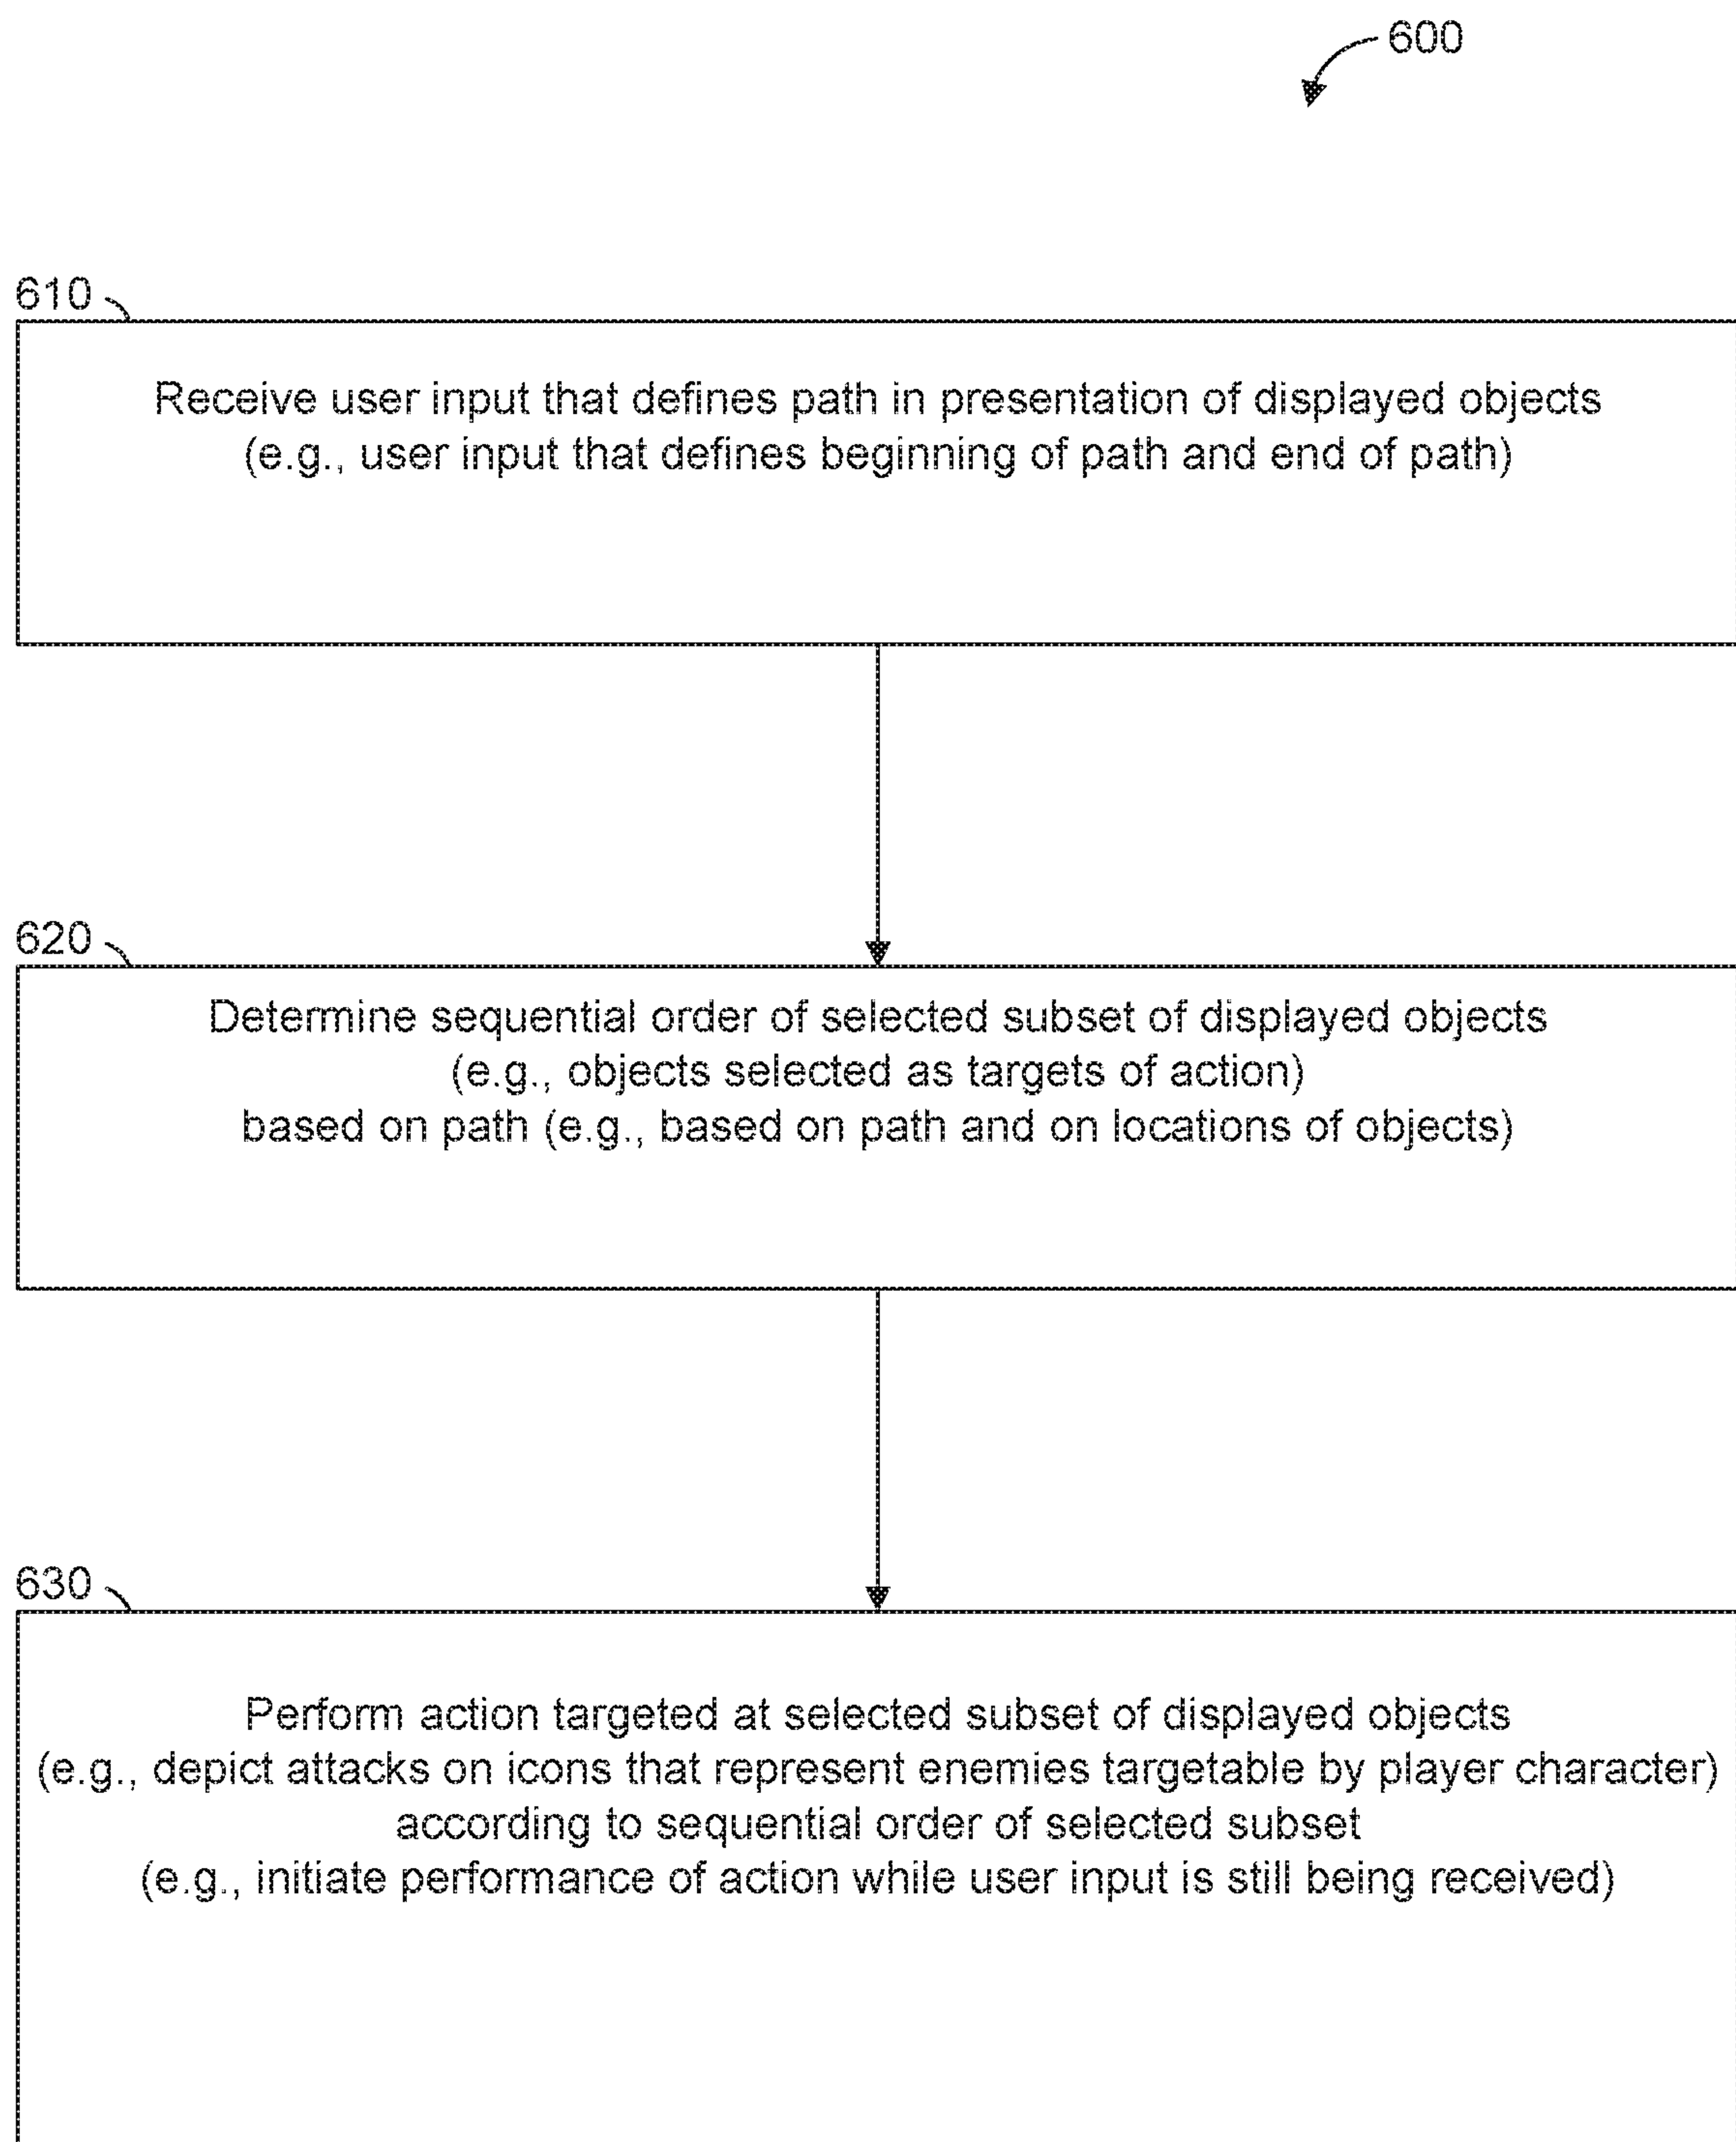 600
610
Receive user input that defines path in presentation of displayed objects
(e.g., user input that defines beginning of path and end of path)
620
Determine sequential order of selected subset of displayed objects
(e.g., objects selected as targets of action)
based on path (e.g., based on path and on locations of objects)
630
Perform action targeted at selected subset of displayed objects
(e.g., depict attacks on icons that represent enemies targetable by player character)
according to sequential order of selected subset
(e.g., initiate performance of action while user input is still being received)